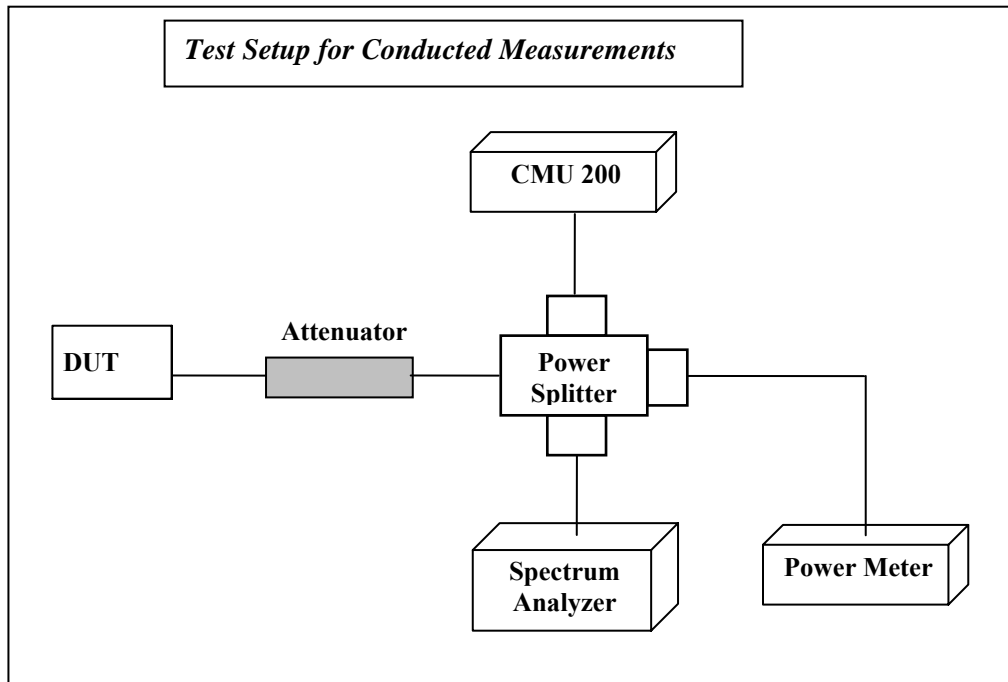 Test Setup for Conducted Measurements
CMU 200
Attenuator
DUT
Power
Splitter
Spectrum
Analyzer
Power Meter